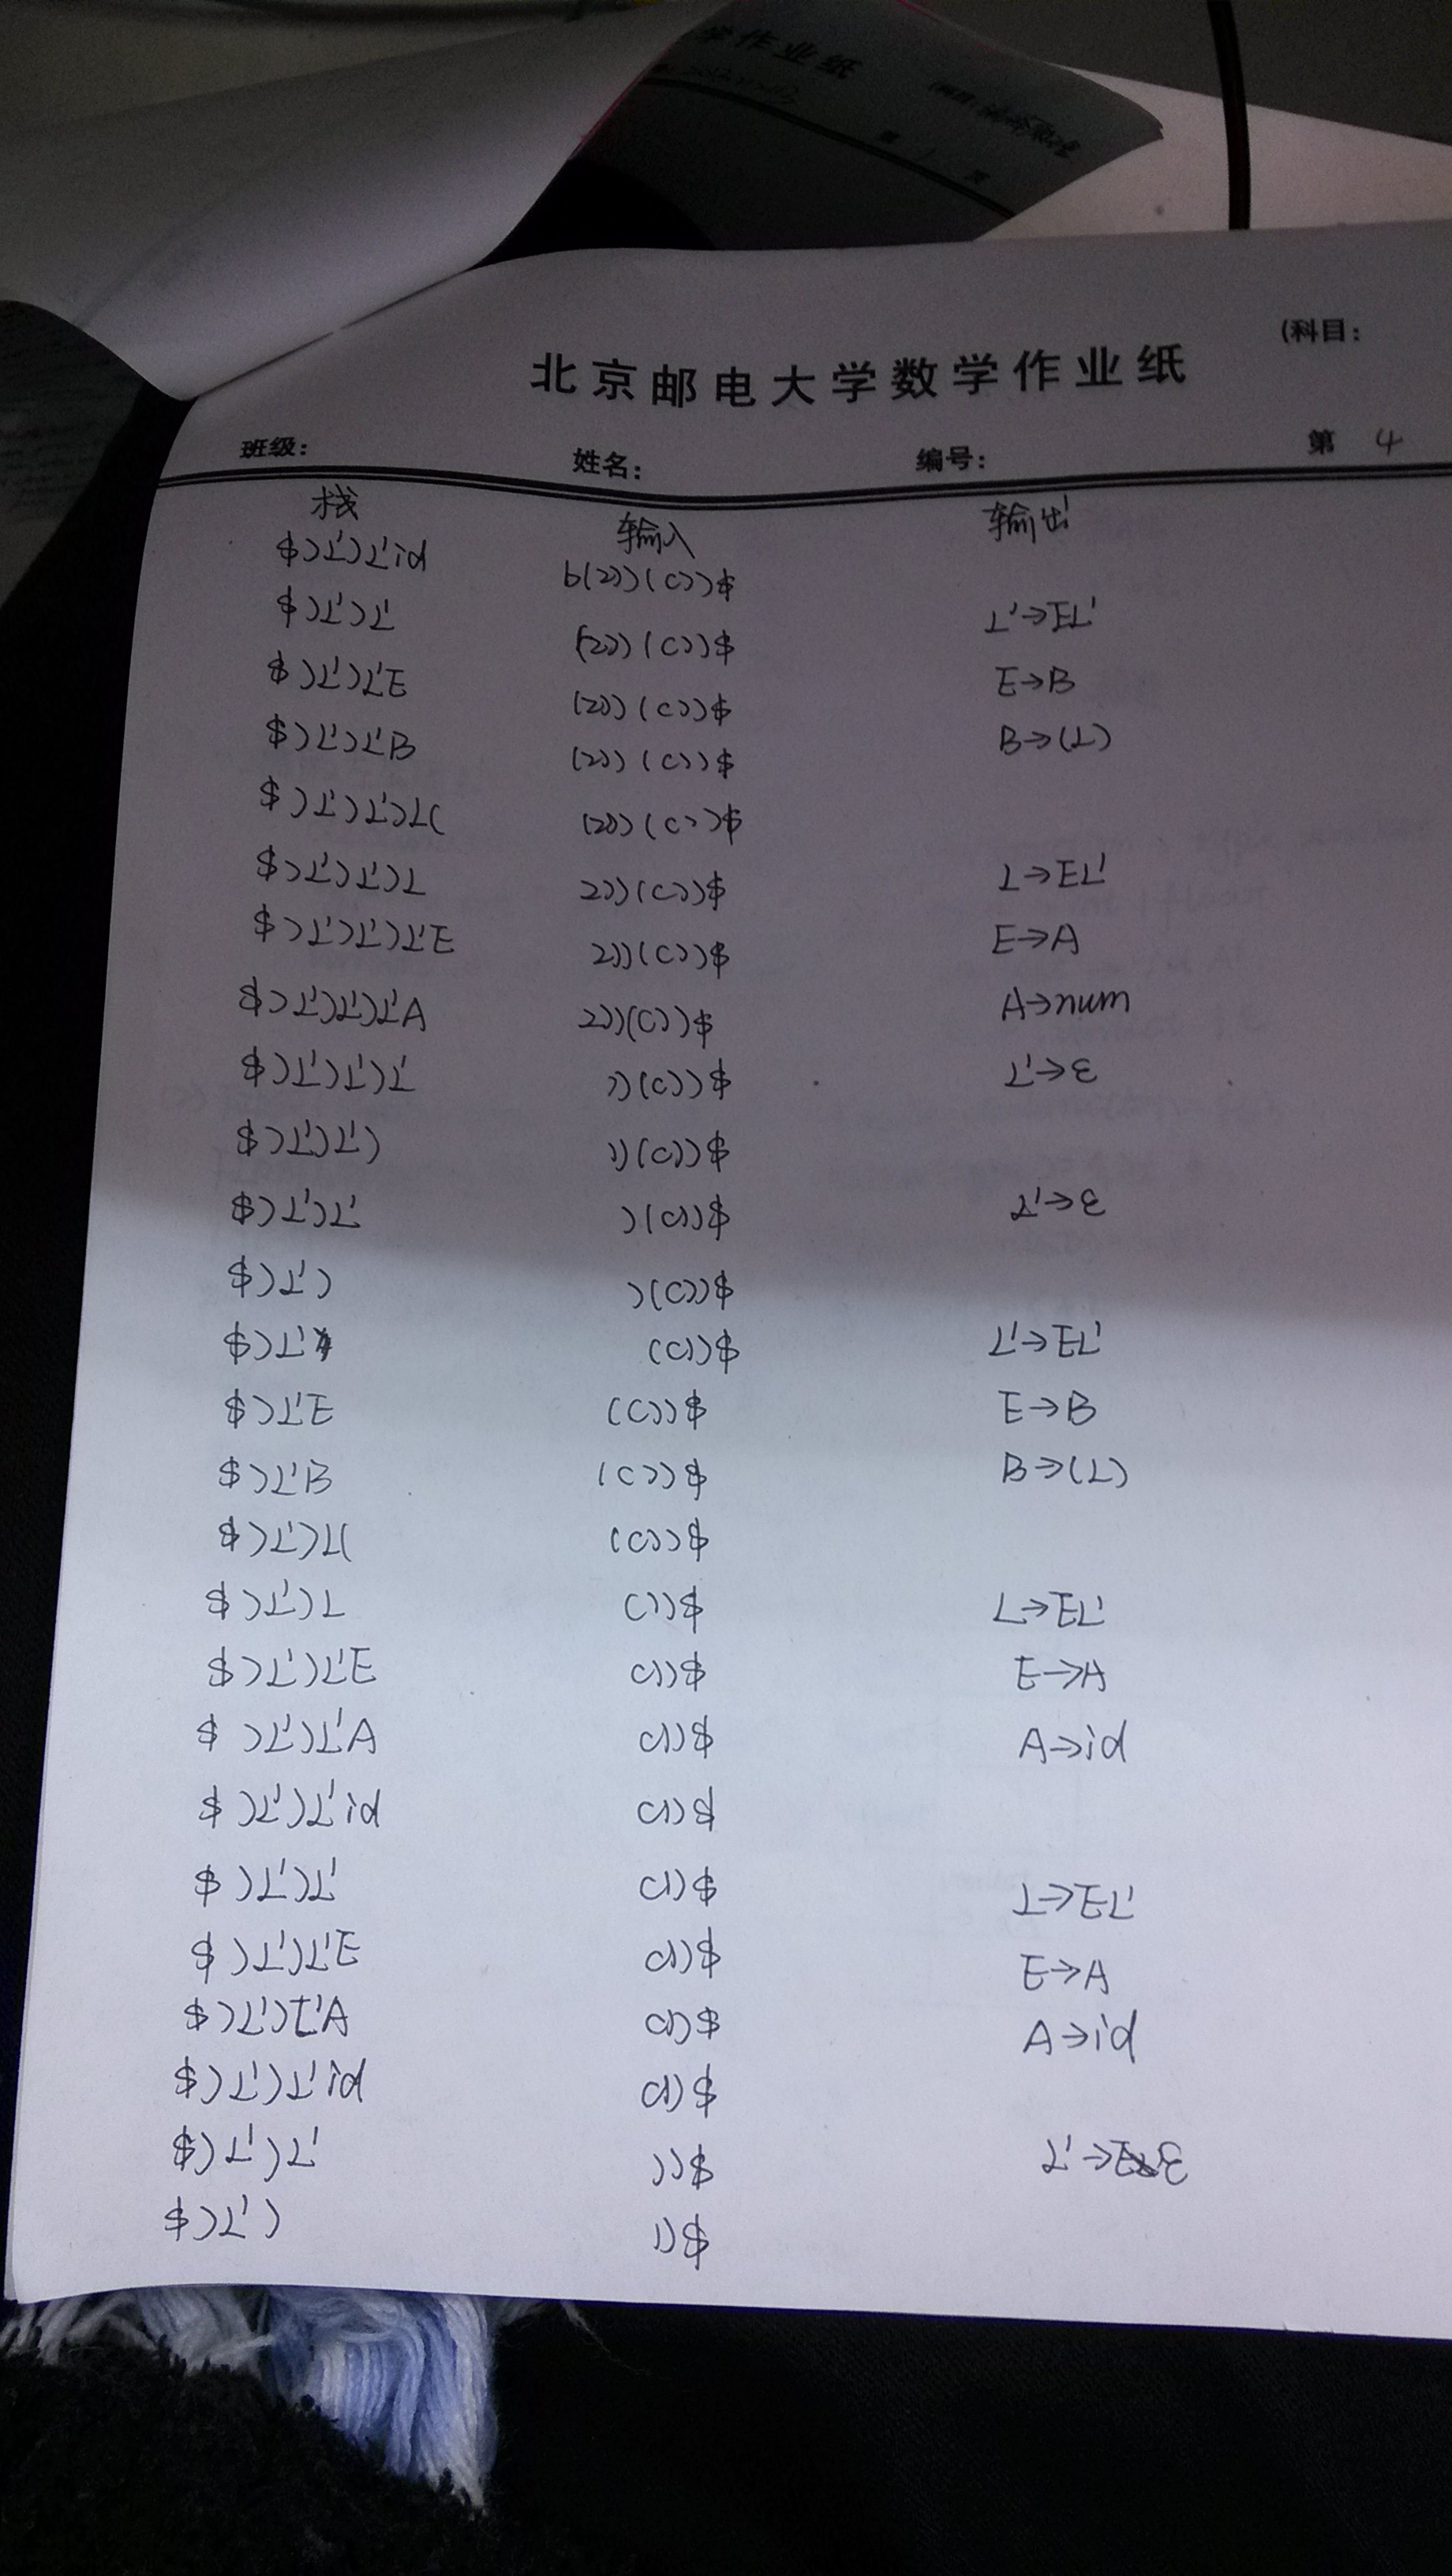 学作业纸
(科目:
北京邮电大学数学作业纸
班级: 姓名: 编号: 第 4
栈 输入 输出
$)L')L'id b(2))(c))$
$)L')L' (2))(c))$ L'→EL'
$)L')L'E (2))(c))$ E→B
$)L')L'B (2))(c))$ B→(L)
$)L')L')L( (2))(c))$
$)L')L')L 2))(c))$ L→EL'
$)L')L')L'E 2))(c))$ E→A
$)L')L')L'A 2))(c))$ A→num
$)L')L')L' ))(c))$ L'→ε
$)L')L') ))(c))$
$)L')L' )(c))$ L'→ε
$)L') )(c))$
$)L' (c))$ L'→EL'
$)L'E (c))$ E→B
$)L'B (c))$ B→(L)
$)L')L( (c))$
$)L')L c))$ L→EL'
$)L')L'E c))$ E→A
$)L')L'A c))$ A→id
$)L')L'id c))$
$)L')L' c))$ L→EL'
$)L')L'E c))$ E→A
$)L')L'A c))$ A→id
$)L')L'id c))$
$)L')L' ))$ L'→ε
$)L') ))$